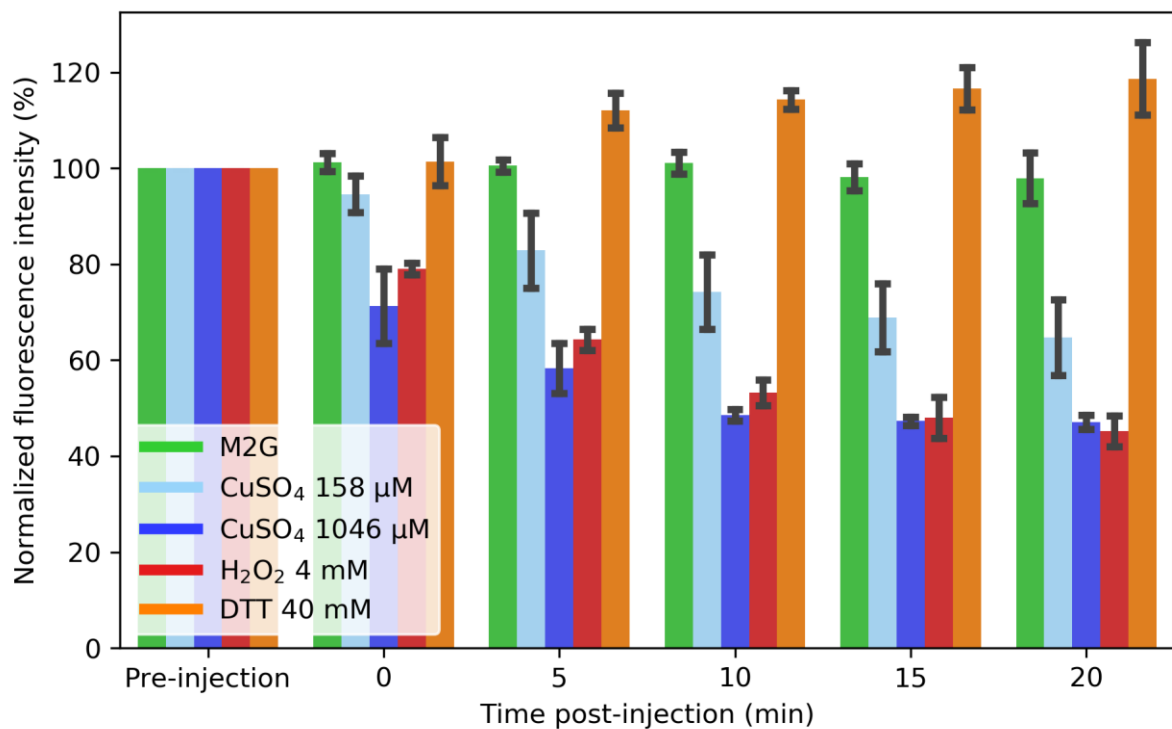 Normalized fluorescence intensity (%)
120
100
80
60
40
20
0
M2G
CuSO₄ 158 µM
CuSO₄ 1046 µM
H₂O₂ 4 mM
DTT 40 mM
Pre-injection 0 5 10 15 20
Time post-injection (min)